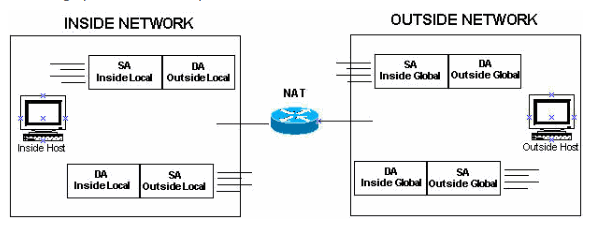 INSIDE NETWORK
OUTSIDE NETWORK
SA
Inside Local
DA
Outside Local
SA
Inside Global
DA
Outside Global
NAT
Inside Host
Outside Host
DA
Inside Local
SA
Outside Local
DA
Inside Global
SA
Outside Global